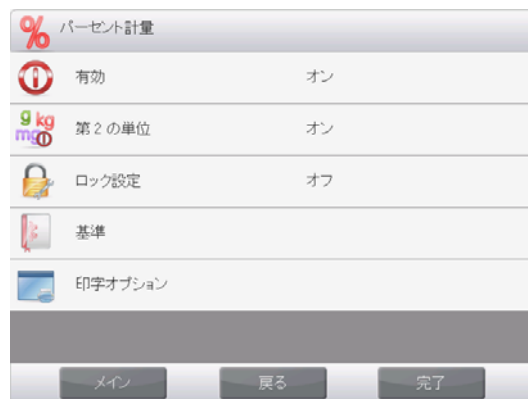 % パーセント計量
有効 オン
g kg mg 第2の単位 オン
ロック設定 オフ
基準
印字オプション
メイン 戻る 完了